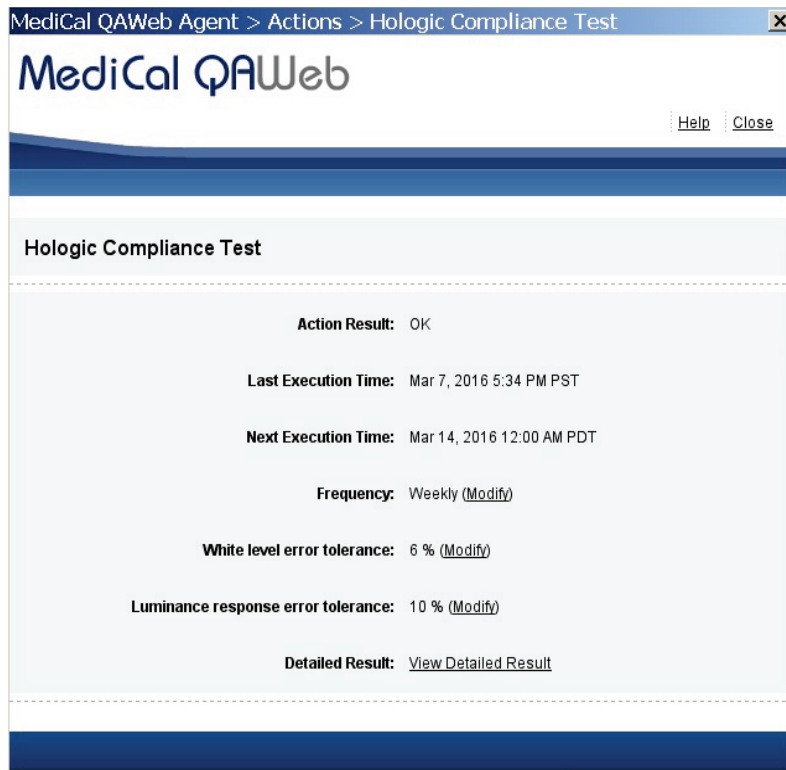 MediCal QAWeb Agent > Actions > Hologic Compliance Test
MediCal QAWeb
Help Close
Hologic Compliance Test
Action Result: OK
Last Execution Time: Mar 7, 2016 5:34 PM PST
Next Execution Time: Mar 14, 2016 12:00 AM PDT
Frequency: Weekly (Modify)
White level error tolerance: 6 % (Modify)
Luminance response error tolerance: 10 % (Modify)
Detailed Result: View Detailed Result